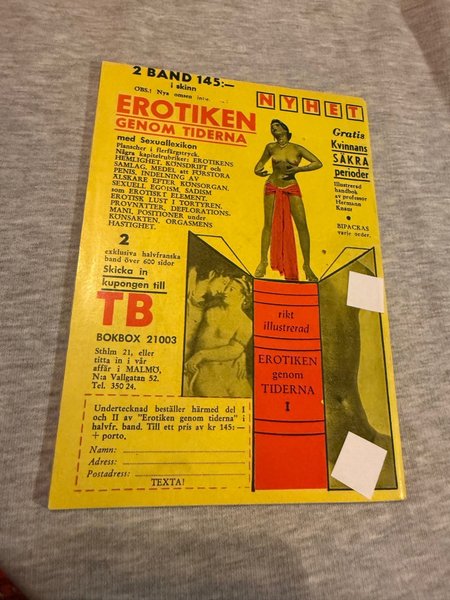 2 BAND 145:—
i skinn
OBS.! Nya omsen
NYHET
EROTIKEN
GENOM TIDERNA
med Sexuallexikon
Planscher i flerfärgstryck.
Några kapitelrubriker: EROTIKENS
HEMLIGHET, KÖNSDRIFT och
SAMLAG, MEDEL att FÖRSTORA
PENIS, INDELNING AV
ÄLSKARE EFTER KÖNSORGAN.
SEXUELL EGOISM, SADISM
som EROTISKT ELEMENT,
EROTISK LUST I TORTYREN,
PROVNÄTTER, DEFLORATIONS-
MANI, POSITIONER under
KÖNSAKTEN, ORGASMENS
HASTIGHET.
Gratis
Kvinnans
SÄKRA
perioder
Illustrerad
handbok
av professor
Hermann
Knaus
•
BIPACKAS
varje order.
2
exklusiva halvfranska
band över 600 sidor
Skicka in
kupongen till
TB
BOKBOX 21003
Sthlm 21, eller
titta in i vår
affär i MALMÖ,
N:a Vallgatan 52.
Tel. 350 24.
rikt
illustrerad
EROTIKEN
genom
TIDERNA
I
Undertecknad beställer härmed del I
och II av "Erotiken genom tiderna" i
halvfr. band. Till ett pris av kr 145:—
+ porto.
Namn:
Adress:
Postadress:
TEXTA!